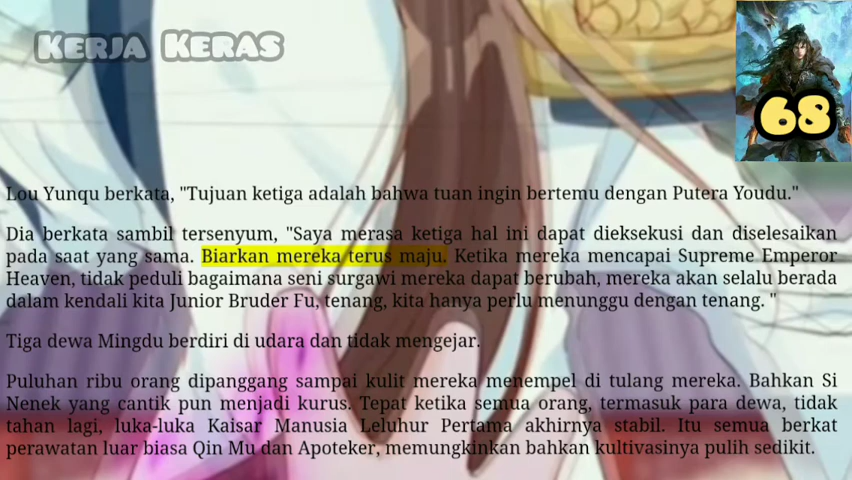 Kerja Keras
68
Lou Yunqu berkata, "Tujuan ketiga adalah bahwa tuan ingin bertemu dengan Putera Youdu."
Dia berkata sambil tersenyum, "Saya merasa ketiga hal ini dapat dieksekusi dan diselesaikan
pada saat yang sama. Biarkan mereka terus maju. Ketika mereka mencapai Supreme Emperor
Heaven, tidak peduli bagaimana seni surgawi mereka dapat berubah, mereka akan selalu berada
dalam kendali kita Junior Bruder Fu, tenang, kita hanya perlu menunggu dengan tenang. "
Tiga dewa Mingdu berdiri di udara dan tidak mengejar.
Puluhan ribu orang dipanggang sampai kulit mereka menempel di tulang mereka. Bahkan Si
Nenek yang cantik pun menjadi kurus. Tepat ketika semua orang, termasuk para dewa, tidak
tahan lagi, luka-luka Kaisar Manusia Leluhur Pertama akhirnya stabil. Itu semua berkat
perawatan luar biasa Qin Mu dan Apoteker, memungkinkan bahkan kultivasinya pulih sedikit.